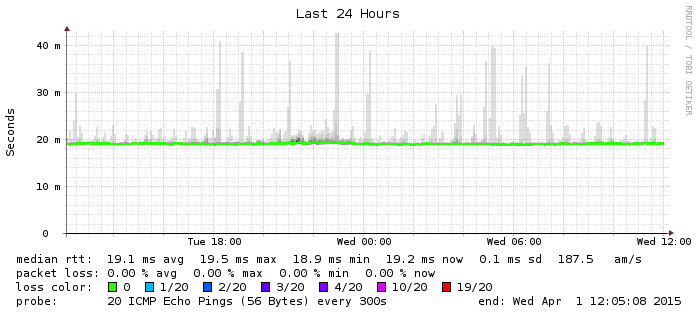 Last 24 Hours
RRDTOOL / TOBI OETIKER
Seconds
40 m
30 m
20 m
10 m
0
Tue 18:00 Wed 00:00 Wed 06:00 Wed 12:00
median rtt: 19.1 ms avg 19.5 ms max 18.9 ms min 19.2 ms now 0.1 ms sd 187.5 am/s
packet loss: 0.00 % avg 0.00 % max 0.00 % min 0.00 % now
loss color: 0 1/20 2/20 3/20 4/20 10/20 19/20
probe: 20 ICMP Echo Pings (56 Bytes) every 300s end: Wed Apr 1 12:05:08 2015